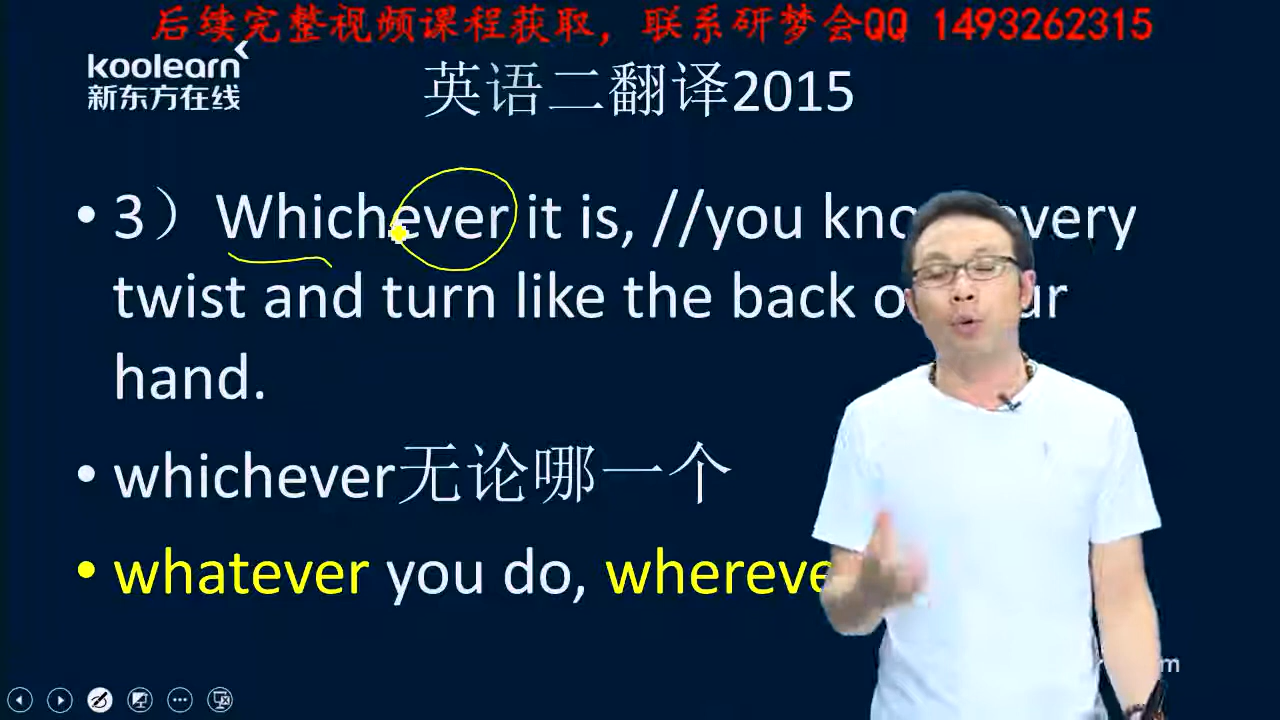 后续完整视频课程获取，联系研梦会QQ 1493262315
koolearn
新东方在线
英语二翻译2015
• 3）Whichever it is, //you every
twist and turn like the back
hand.
• whichever无论哪一个
• whatever you do,